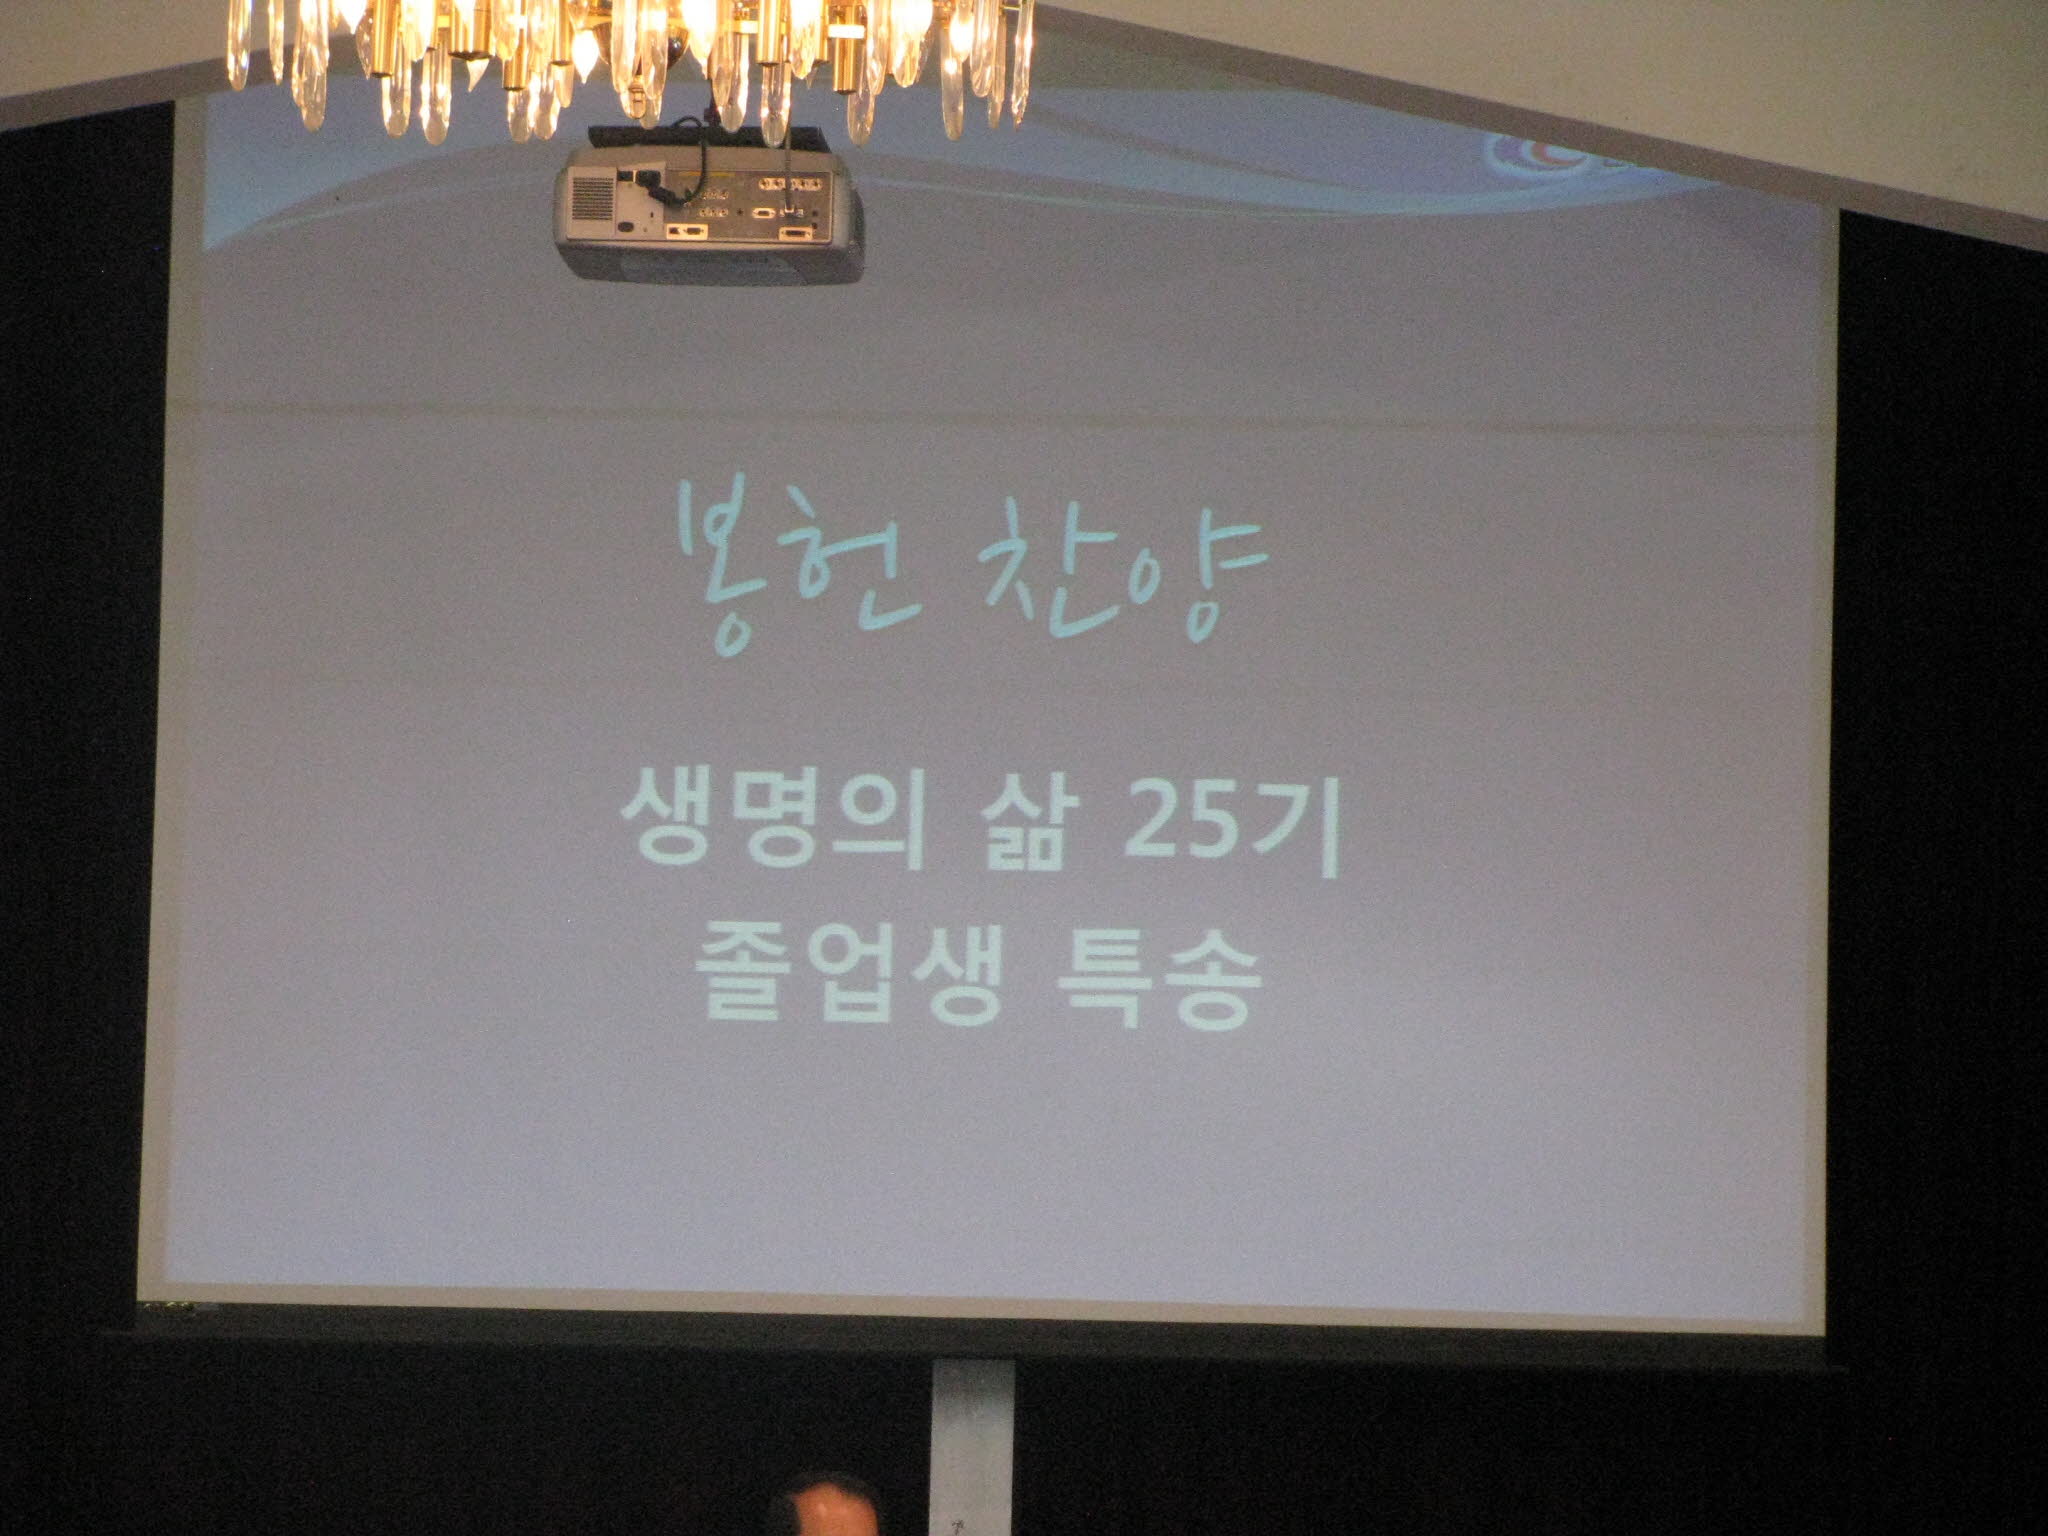 봉헌 찬양
생명의 삶 25기
졸업생 특송